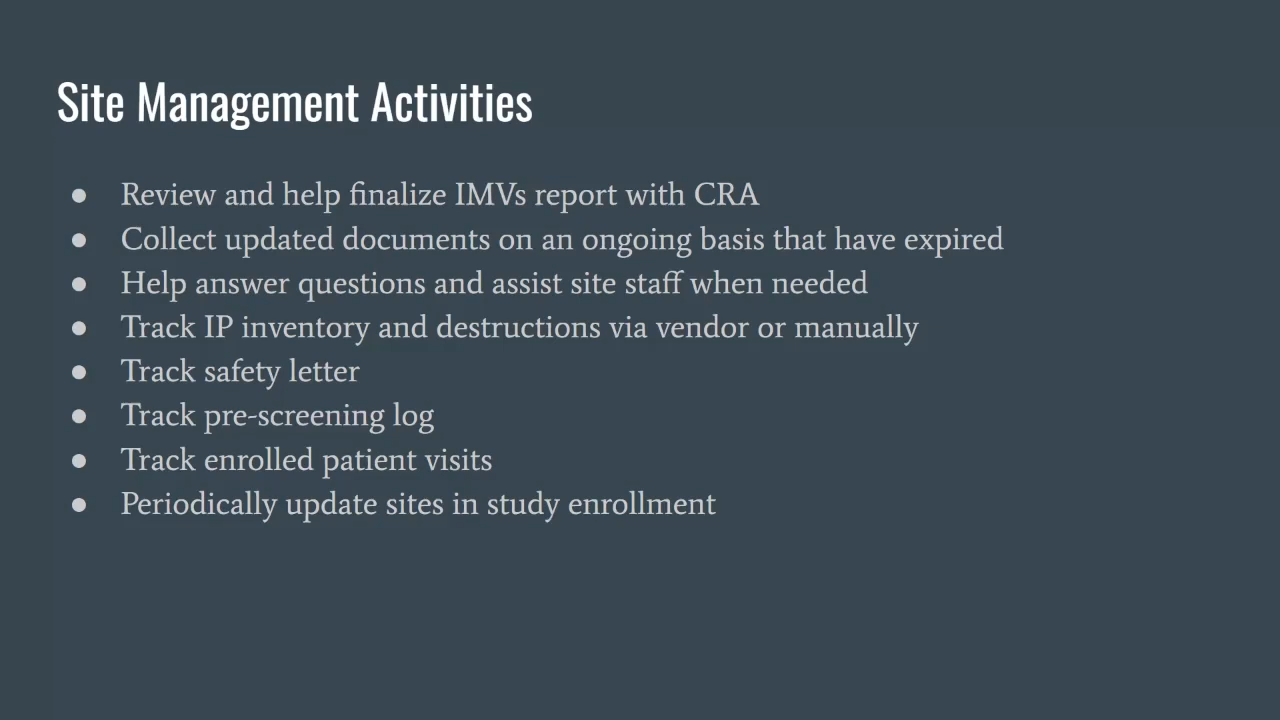 Site Management Activities
● Review and help finalize IMVs report with CRA
● Collect updated documents on an ongoing basis that have expired
● Help answer questions and assist site staff when needed
● Track IP inventory and destructions via vendor or manually
● Track safety letter
● Track pre-screening log
● Track enrolled patient visits
● Periodically update sites in study enrollment